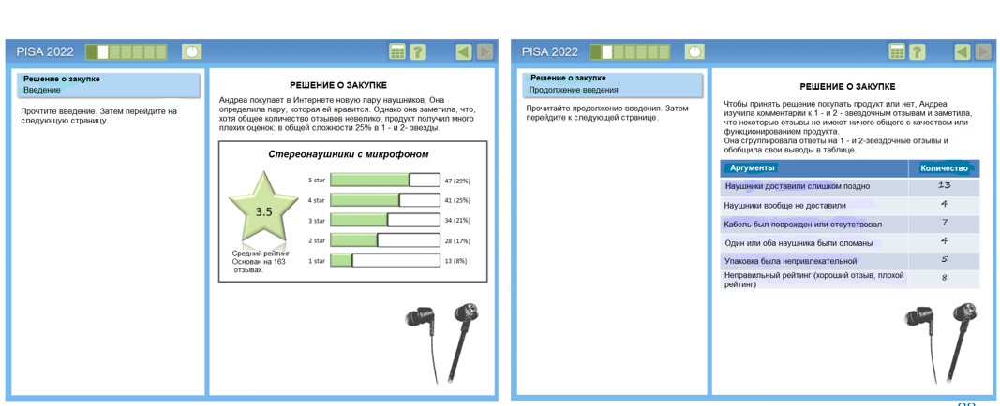 PISA 2022
?
Решение о закупке
Введение
Прочтите введение. Затем перейдите на
следующую страницу.
РЕШЕНИЕ О ЗАКУПКЕ
Андреа покупает в Интернете новую пару наушников. Она
определила пару, которая ей нравится. Однако она заметила, что,
хотя общее количество отзывов невелико, продукт получил много
плохих оценок: в общей сложности 25% в 1 - и 2- звезды.
Стереонаушники с микрофоном
3.5
Средний рейтинг
Основан на 163
отзывах.
5 star 47 (29%)
4 star 41 (25%)
3 star 34 (21%)
2 star 28 (17%)
1 star 13 (8%)
PISA 2022
?
Решение о закупке
Продолжение введения
Прочитайте продолжение введения. Затем
перейдите к следующей странице.
РЕШЕНИЕ О ЗАКУПКЕ
Чтобы принять решение покупать продукт или нет, Андреа
изучила комментарии к 1 - и 2 - звездочным отзывам и заметила,
что некоторые отзывы не имеют ничего общего с качеством или
функционированием продукта.
Она сгруппировала ответы на 1 - и 2-звездочные отзывы и
обобщила свои выводы в таблице.
Аргументы Количество
Наушники доставили слишком поздно 13
Наушники вообще не доставили 4
Кабель был поврежден или отсутствовал 7
Один или оба наушника были сломаны 4
Упаковка была непривлекательной 5
Неправильный рейтинг (хороший отзыв, плохой
рейтинг) 8